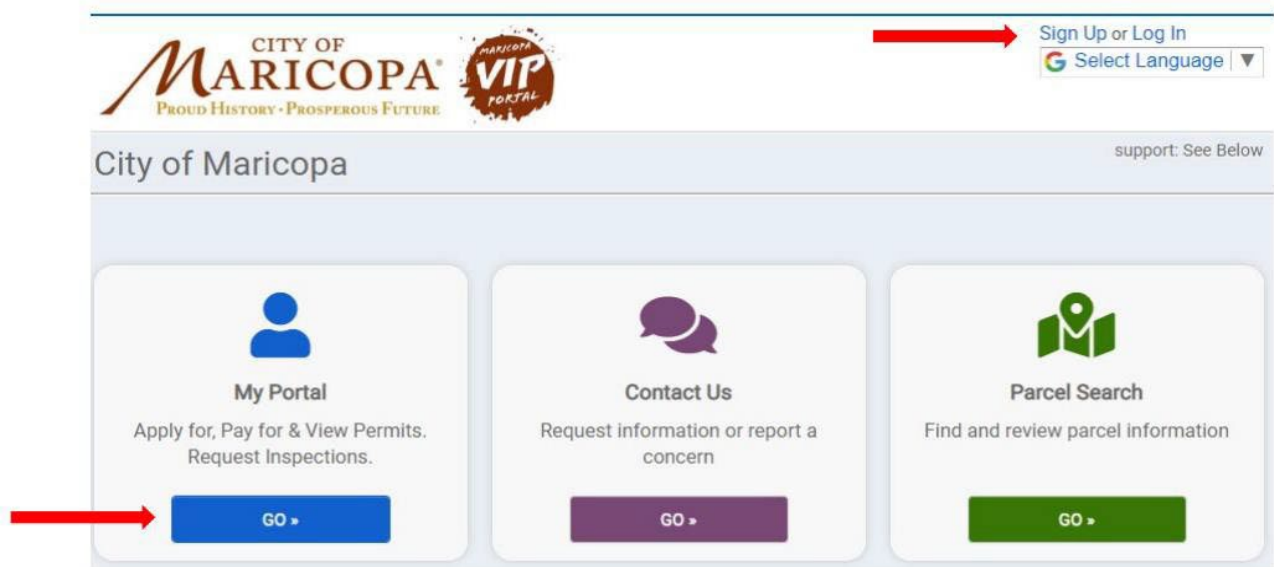 CITY OF
MARICOPA
PROUD HISTORY • PROSPEROUS FUTURE
MARICOPA
VIP
PORTAL
Sign Up or Log In
Select Language ▼
City of Maricopa
support: See Below
My Portal
Apply for, Pay for & View Permits.
Request Inspections.
GO »
Contact Us
Request information or report a
concern
GO »
Parcel Search
Find and review parcel information
GO »